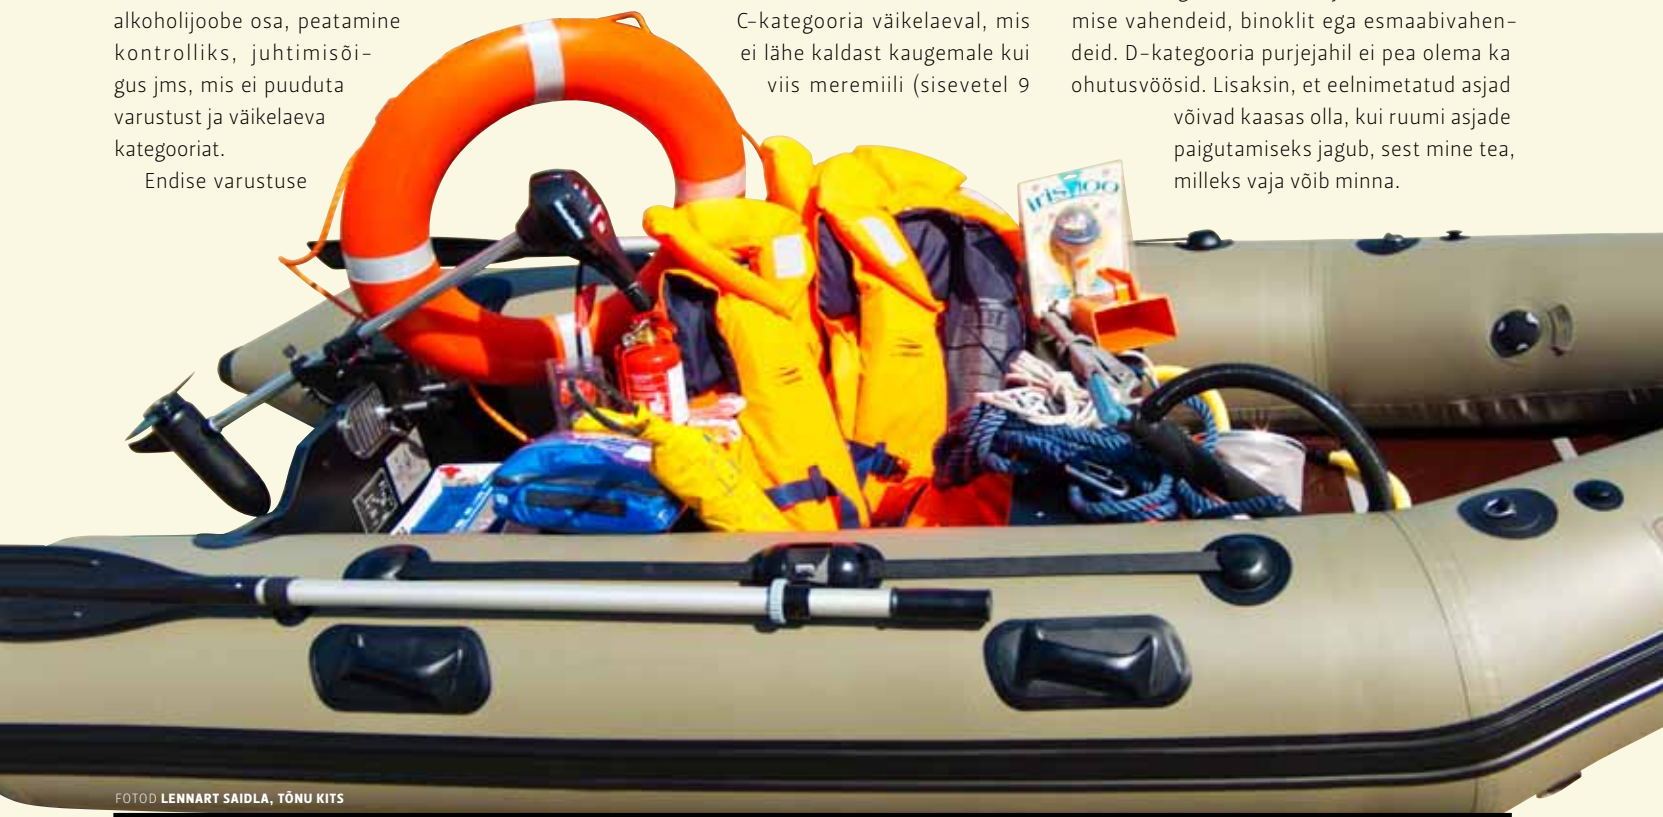 alkoholijoobe osa, peatamine
kontrolliks, juhtimisõi-
gus jms, mis ei puuduta
varustust ja väikelaeva
kategooriat.
Endise varustuse
C-kategooria väikelaeval, mis
ei lähe kaldast kaugemale kui
viis meremiili (sisevetel 9
mise vahendeid, binoklit ega esmaabivahen-
deid. D-kategooria purjejahil ei pea olema ka
ohutusvöösid. Lisaksin, et eelnimetatud asjad
võivad kaasas olla, kui ruumi asjade
paigutamiseks jagub, sest mine tea,
milleks vaja võib minna.
iris 100
FOTOD LENNART SAIDLA, TÕNU KITS